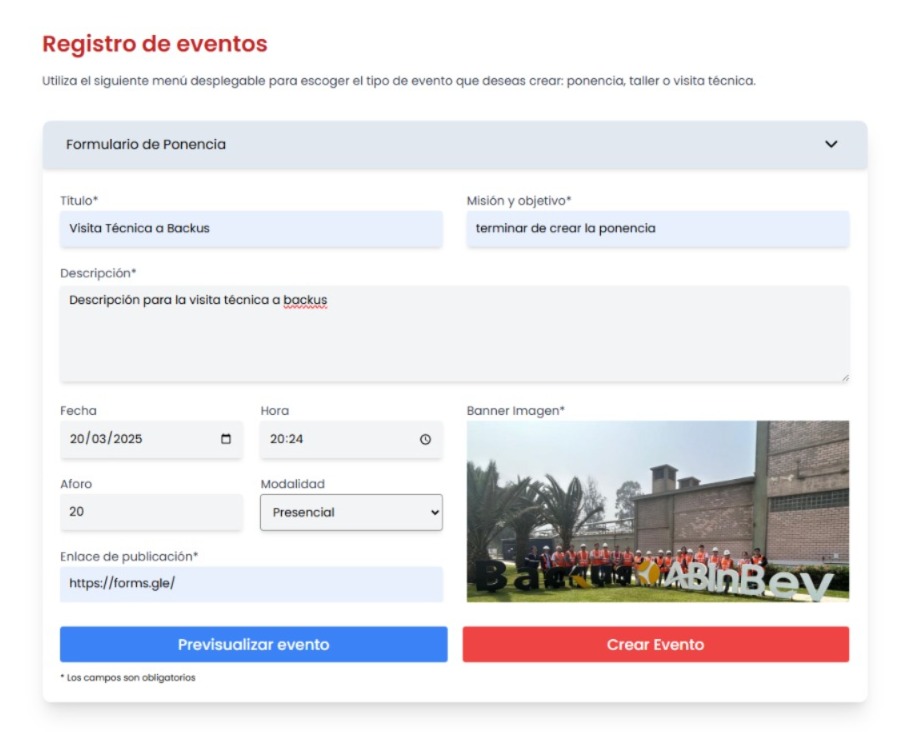 Registro de eventos
Utiliza el siguiente menú desplegable para escoger el tipo de evento que deseas crear: ponencia, taller o visita técnica.
Formulario de Ponencia
Título*
Misión y objetivo*
Visita Técnica a Backus
terminar de crear la ponencia
Descripción*
Descripción para la visita técnica a backus
Fecha
Hora
Banner Imagen*
20/03/2025
20:24
Aforo
Modalidad
20
Presencial
Enlace de publicación*
https://forms.gle/
ABInBev
Previsualizar evento
Crear Evento
* Los campos son obligatorios